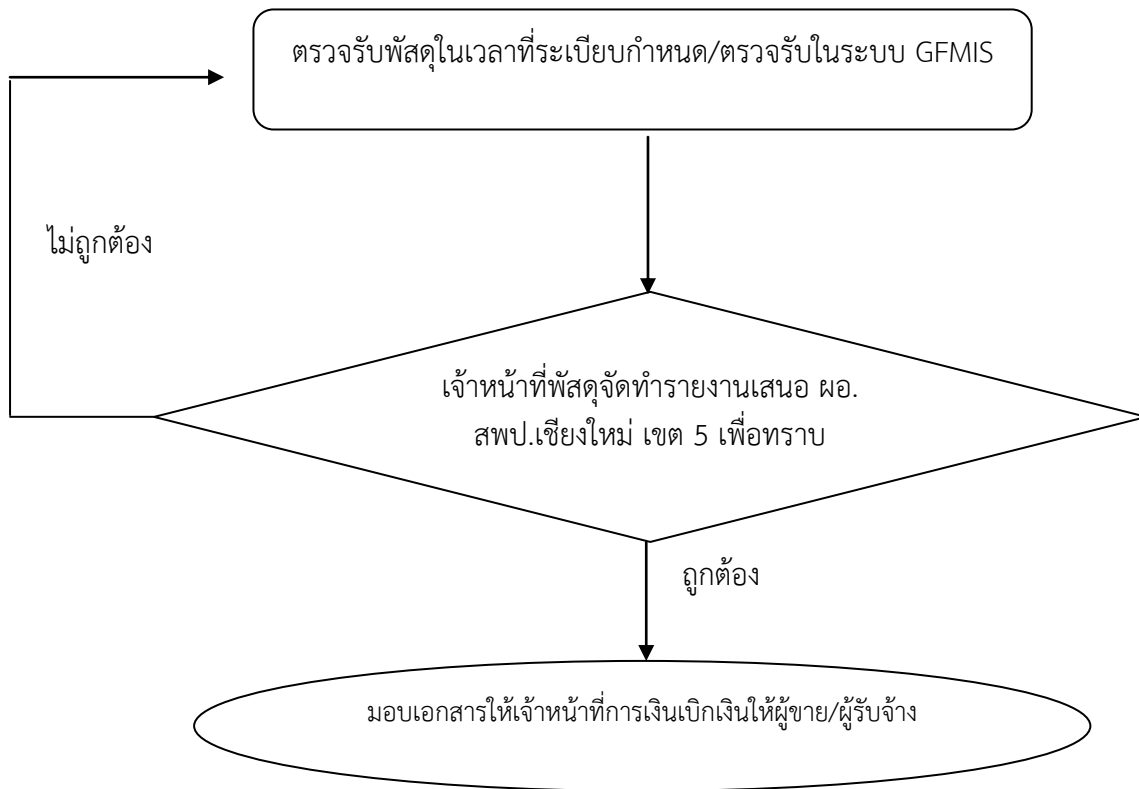 ตรวจรับพัสดุในเวลาที่ระเบียบกำหนด/ตรวจรับในระบบ GFMIS
ไม่ถูกต้อง
เจ้าหน้าที่พัสดุจัดทำรายงานเสนอ ผอ.
สพป.เชียงใหม่ เขต 5 เพื่อทราบ
ถูกต้อง
มอบเอกสารให้เจ้าหน้าที่การเงินเบิกเงินให้ผู้ขาย/ผู้รับจ้าง